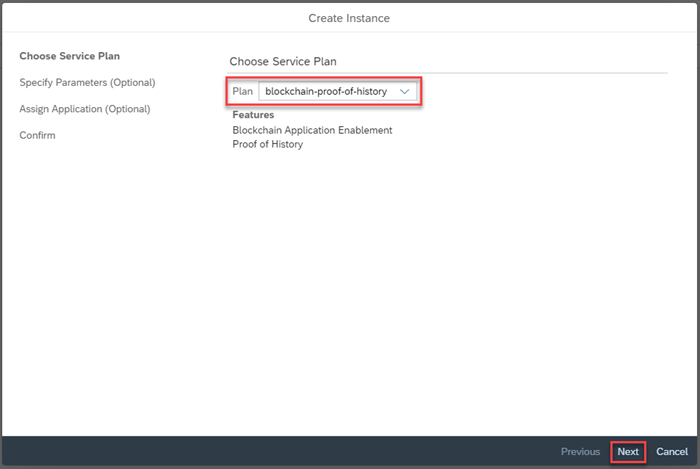 Create Instance
Choose Service Plan
Specify Parameters (Optional)
Assign Application (Optional)
Confirm
Choose Service Plan
Plan blockchain-proof-of-history
Features
Blockchain Application Enablement
Proof of History
Previous Next Cancel